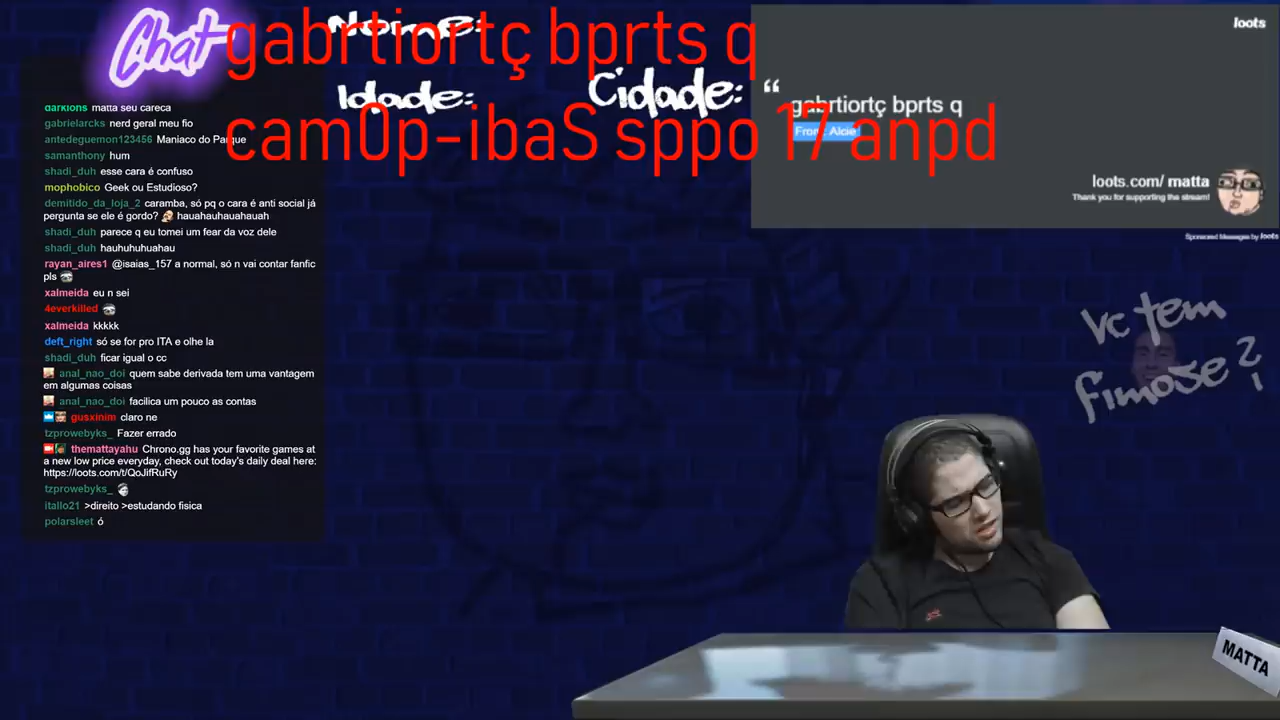 Chat
Nome:
Idade:
Cidade:
gabrtiortç bprts q
cam0p-ibaS sppo 17 anpd
loots
“
gabrtiortç bprts q
From: Alcie
loots.com/ matta
Thank you for supporting the stream!
Sponsored Messages by loots
darkions matta seu careca
gabrielarcks nerd geral meu fio
antedeguemon123456 Maniaco do Parque
samanthony hum
shadi_duh esse cara é confuso
mophobico Geek ou Estudioso?
demitido_da_loja_2 caramba, só pq o cara é anti social já
pergunta se ele é gordo? hauahauhauahauah
shadi_duh parece q eu tomei um fear da voz dele
shadi_duh hauhuhuhuahau
rayan_aires1 @isaias_157 a normal, só n vai contar fanfic
pls
xalmeida eu n sei
4everkilled
xalmeida kkkkk
deft_right só se for pro ITA e olhe la
shadi_duh ficar igual o cc
anal_nao_doi quem sabe derivada tem uma vantagem
em algumas coisas
anal_nao_doi facilica um pouco as contas
gusxinim claro ne
tzprowebyks_ Fazer errado
themattayahu Chrono.gg has your favorite games at
a new low price everyday, check out today's daily deal here:
https://loots.com/t/QoJifRuRy
tzprowebyks_
itallo21 >direito >estudando fisica
polarsleet ó
vc tem
fimose?
MATTA